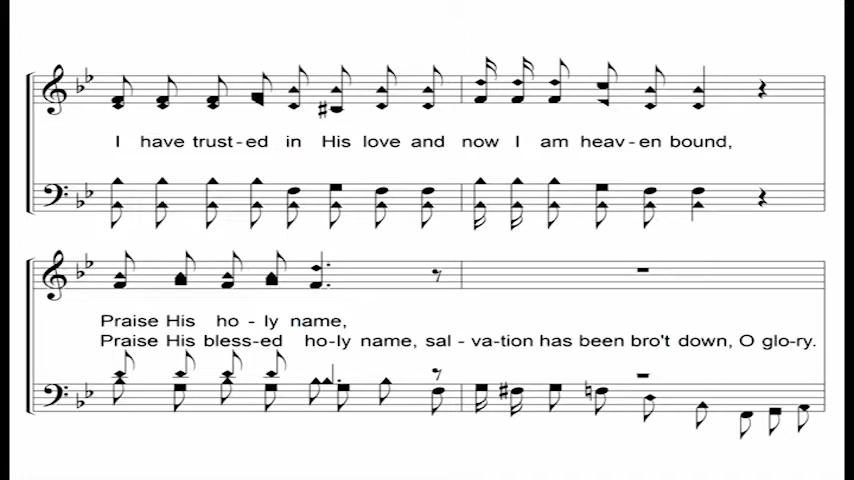 I have trust-ed in His love and now I am heav-en bound,
Praise His ho - ly name,
Praise His bless-ed ho-ly name, sal - va-tion has been bro't down, O glo-ry.